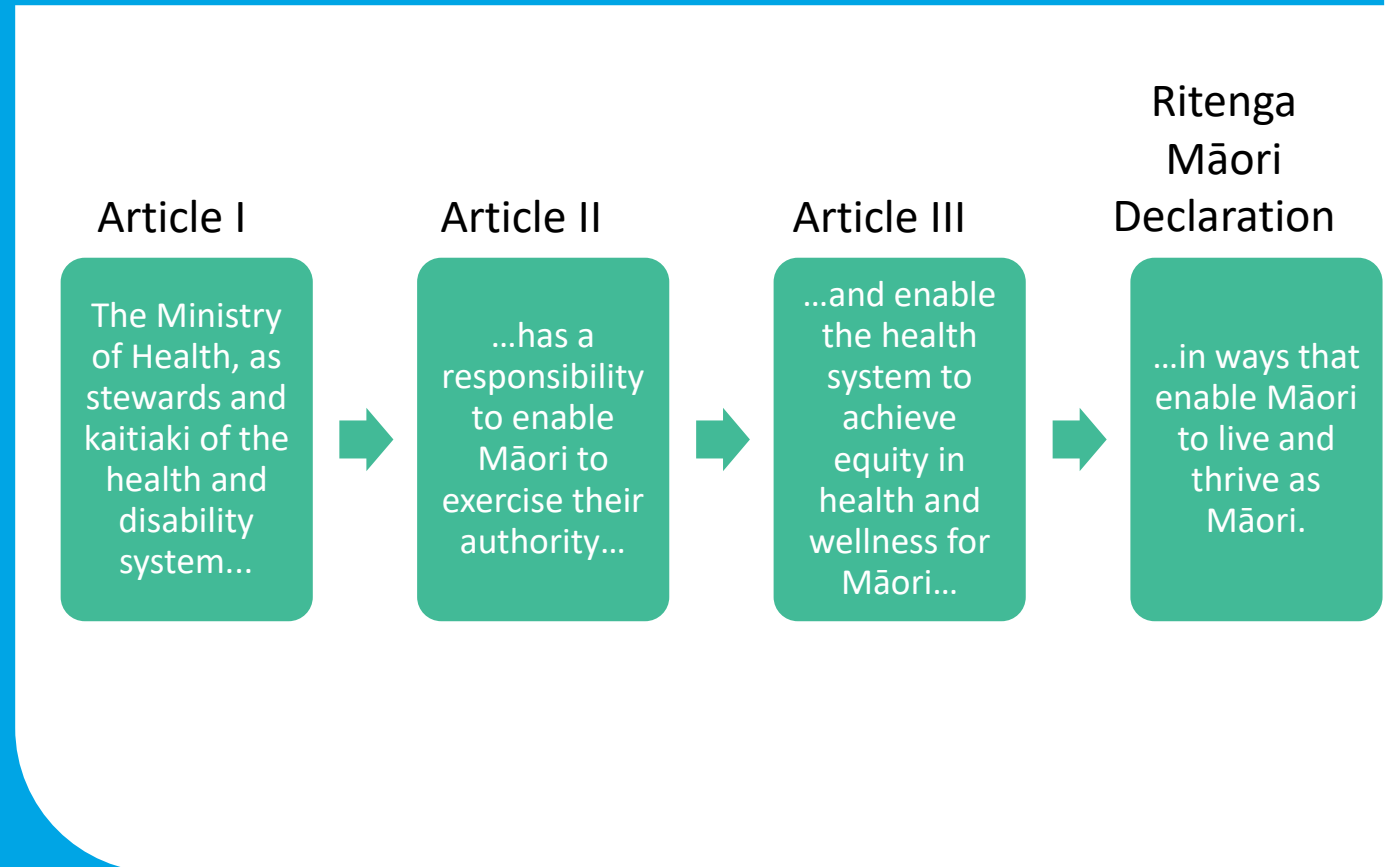 Article I
The Ministry
of Health, as
stewards and
kaitiaki of the
health and
disability
system...
Article II
…has a
responsibility
to enable
Māori to
exercise their
authority…
Article III
…and enable
the health
system to
achieve
equity in
health and
wellness for
Māori…
Ritenga
Māori
Declaration
…in ways that
enable Māori
to live and
thrive as
Māori.